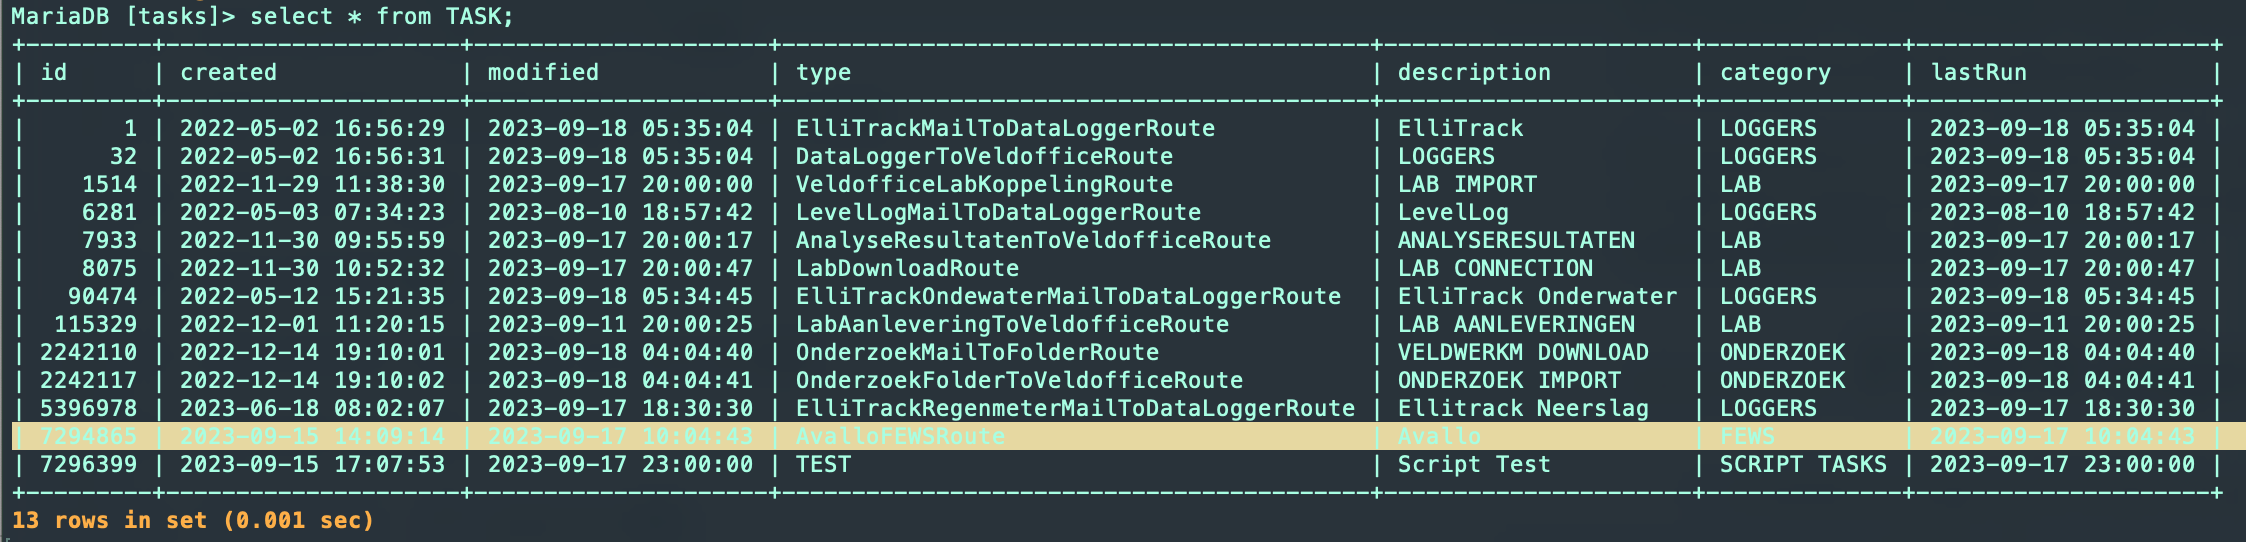 MariaDB [tasks]> select * from TASK;
+---------+---------------------+---------------------+------------------------------------------+----------------------+--------------+---------------------+
| id      | created             | modified            | type                                     | description          | category     | lastRun             |
+---------+---------------------+---------------------+------------------------------------------+----------------------+--------------+---------------------+
|       1 | 2022-05-02 16:56:29 | 2023-09-18 05:35:04 | ElliTrackMailToDataLoggerRoute           | ElliTrack            | LOGGERS      | 2023-09-18 05:35:04 |
|      32 | 2022-05-02 16:56:31 | 2023-09-18 05:35:04 | DataLoggerToVeldofficeRoute              | LOGGERS              | LOGGERS      | 2023-09-18 05:35:04 |
|    1514 | 2022-11-29 11:38:30 | 2023-09-17 20:00:00 | VeldofficeLabKoppelingRoute              | LAB IMPORT           | LAB          | 2023-09-17 20:00:00 |
|    6281 | 2022-05-03 07:34:23 | 2023-08-10 18:57:42 | LevelLogMailToDataLoggerRoute            | LevelLog             | LOGGERS      | 2023-08-10 18:57:42 |
|    7933 | 2022-11-30 09:55:59 | 2023-09-17 20:00:17 | AnalyseResultatenToVeldofficeRoute       | ANALYSERESULTATEN    | LAB          | 2023-09-17 20:00:17 |
|    8075 | 2022-11-30 10:52:32 | 2023-09-17 20:00:47 | LabDownloadRoute                         | LAB CONNECTION       | LAB          | 2023-09-17 20:00:47 |
|   90474 | 2022-05-12 15:21:35 | 2023-09-18 05:34:45 | ElliTrackOndewaterMailToDataLoggerRoute  | ElliTrack Onderwater | LOGGERS      | 2023-09-18 05:34:45 |
|  115329 | 2022-12-01 11:20:15 | 2023-09-11 20:00:25 | LabAanleveringToVeldofficeRoute          | LAB AANLEVERINGEN    | LAB          | 2023-09-11 20:00:25 |
| 2242110 | 2022-12-14 19:10:01 | 2023-09-18 04:04:40 | OnderzoekMailToFolderRoute               | VELDWERKM DOWNLOAD   | ONDERZOEK    | 2023-09-18 04:04:40 |
| 2242117 | 2022-12-14 19:10:02 | 2023-09-18 04:04:41 | OnderzoekFolderToVeldofficeRoute         | ONDERZOEK IMPORT     | ONDERZOEK    | 2023-09-18 04:04:41 |
| 5396978 | 2023-06-18 08:02:07 | 2023-09-17 18:30:30 | ElliTrackRegenmeterMailToDataLoggerRoute | Ellitrack Neerslag   | LOGGERS      | 2023-09-17 18:30:30 |
| 7294865 | 2023-09-15 14:09:14 | 2023-09-17 10:04:43 | AvalloFEWSRoute                          | Avallo               | FEWS         | 2023-09-17 10:04:43 |
| 7296399 | 2023-09-15 17:07:53 | 2023-09-17 23:00:00 | TEST                                     | Script Test          | SCRIPT TASKS | 2023-09-17 23:00:00 |
+---------+---------------------+---------------------+------------------------------------------+----------------------+--------------+---------------------+
13 rows in set (0.001 sec)